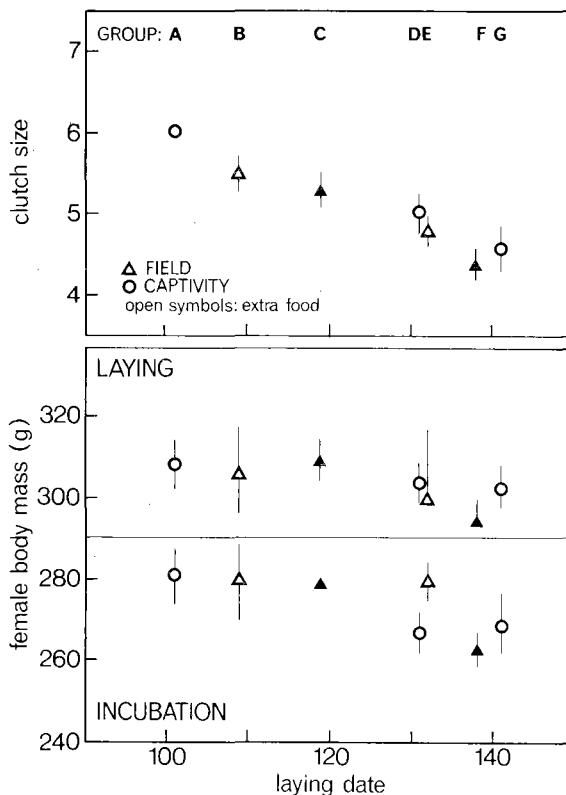 GROUP: A B C D E F G
7
6
5
4
clutch size
△ FIELD
○ CAPTIVITY
open symbols: extra food
LAYING
320
300
280
260
240
female body mass (g)
INCUBATION
100 120 140
laying date